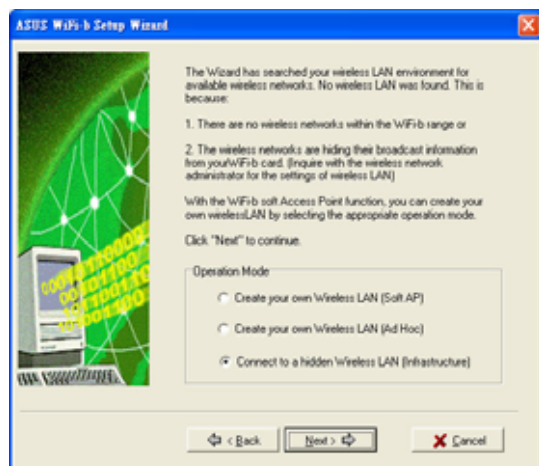 ASUS WiFi-b Setup Wizard
The Wizard has searched your wireless LAN environment for
available wireless networks. No wireless LAN was found. This is
because:
1. There are no wireless networks within the WiFi-b range or
2. The wireless networks are hiding their broadcast information
from yourWiFi-b card. (Inquire with the wireless network
administrator for the settings of wireless LAN)
With the WiFi-b soft Access Point function, you can create your
own wirelessLAN by selecting the appropriate operation mode.
Click "Next" to continue.
Operation Mode
Create your own Wireless LAN (Soft AP)
Create your own Wireless LAN (Ad Hoc)
Connect to a hidden Wireless LAN (Infrastructure)
< Back
Next >
Cancel